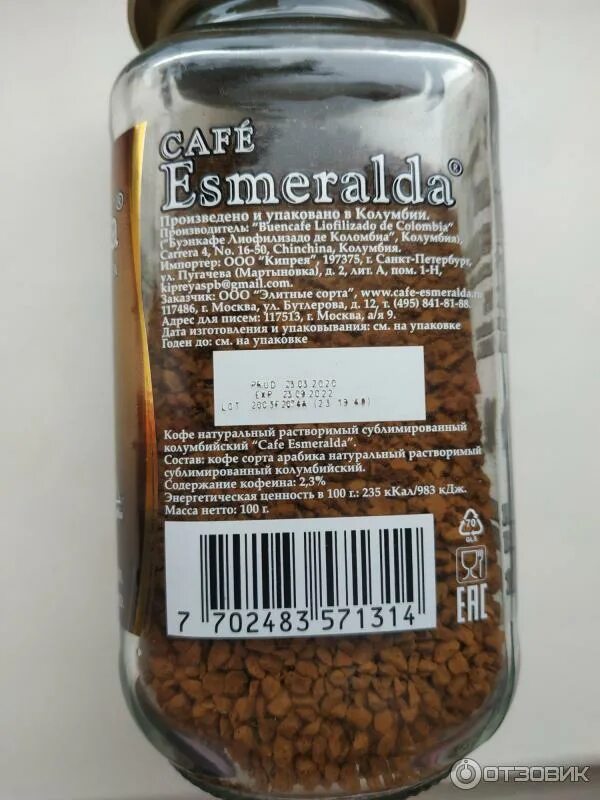 CAFÉ
Esmeralda®
Произведено и упаковано в Колумбии.
Производитель: "Buencafe Liofilizado de Colombia"
("Буэнкафе Лиофилизадо де Коломбиа", Колумбия),
Carrera 4, No. 16-50, Chinchina, Колумбия.
Импортер: ООО "Кипрея", 197375, г. Санкт-Петербург,
ул. Пугачева (Мартыновка), д. 2, лит. А, пом. 1-Н,
kipreyaspb@gmail.com.
Заказчик: ООО "Элитные сорта", www.cafe-esmeralda.ru
117486, г. Москва, ул. Бутлерова, д. 12, т. (495) 841-81-88.
Адрес для писем: 117513, г. Москва, а/я 9.
Дата изготовления и упаковывания: см. на упаковке
Годен до: см. на упаковке
PROD 23.03.2020
EXP 23.09.2022
LOT 2003F2074A (23 19 48)
Кофе натуральный растворимый сублимированный
колумбийский "Cafe Esmeralda".
Состав: кофе сорта арабика натуральный растворимый
сублимированный колумбийский.
Содержание кофеина: 2,3%
Энергетическая ценность в 100 г.: 235 кКал/983 кДж.
Масса нетто: 100 г.
70
GLS
EAC
7 702483 571314
ОТЗОВИК